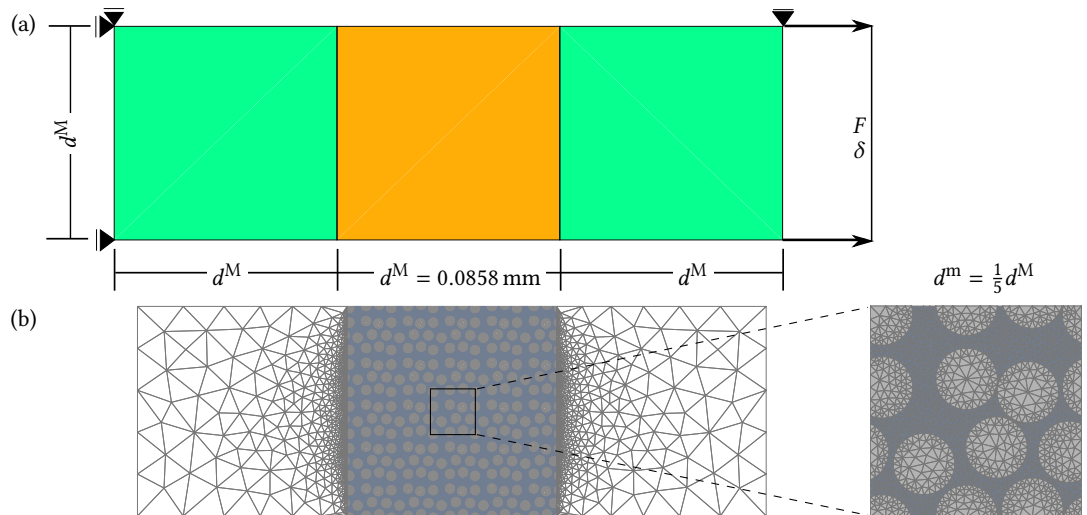 (a)
d^M
F
δ
d^M
d^M = 0.0858 mm
d^M
d^m = 1/5 d^M
(b)